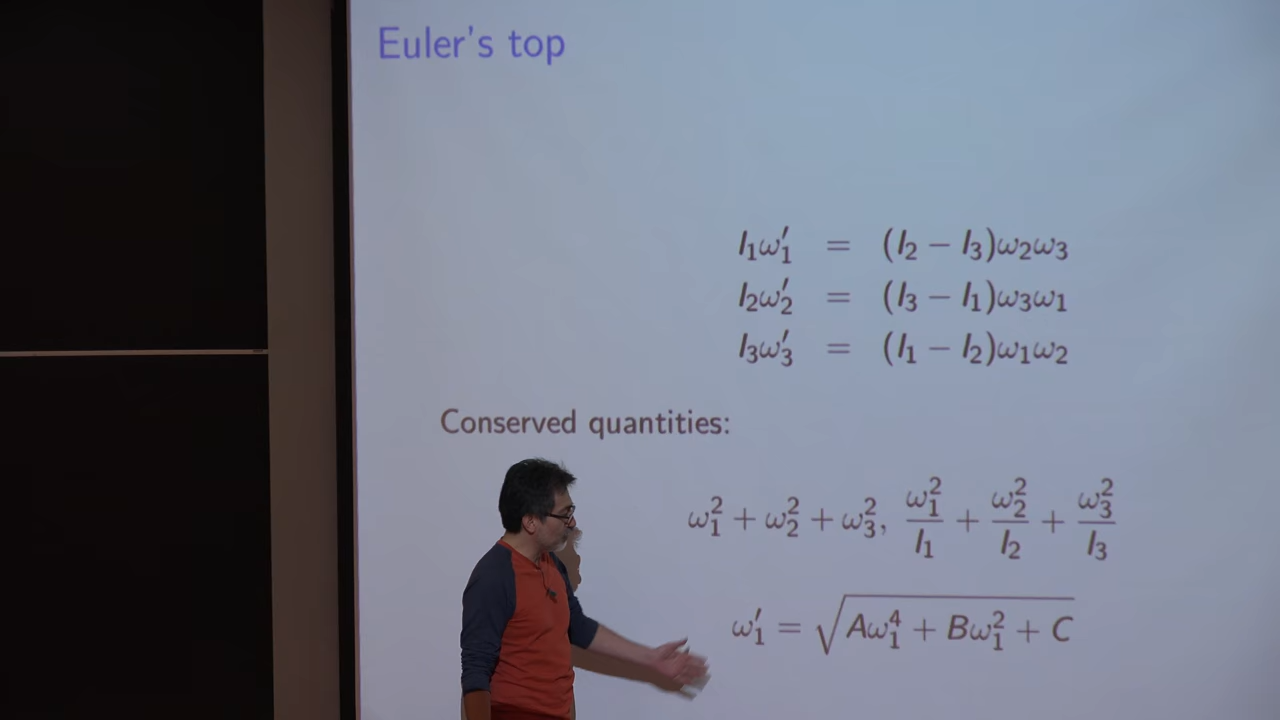 Euler's top
I₁ω₁′ = (I₂ − I₃)ω₂ω₃
I₂ω₂′ = (I₃ − I₁)ω₃ω₁
I₃ω₃′ = (I₁ − I₂)ω₁ω₂
Conserved quantities:
ω₁² + ω₂² + ω₃², ω₁²/I₁ + ω₂²/I₂ + ω₃²/I₃
ω₁′ = √(Aω₁⁴ + Bω₁² + C)